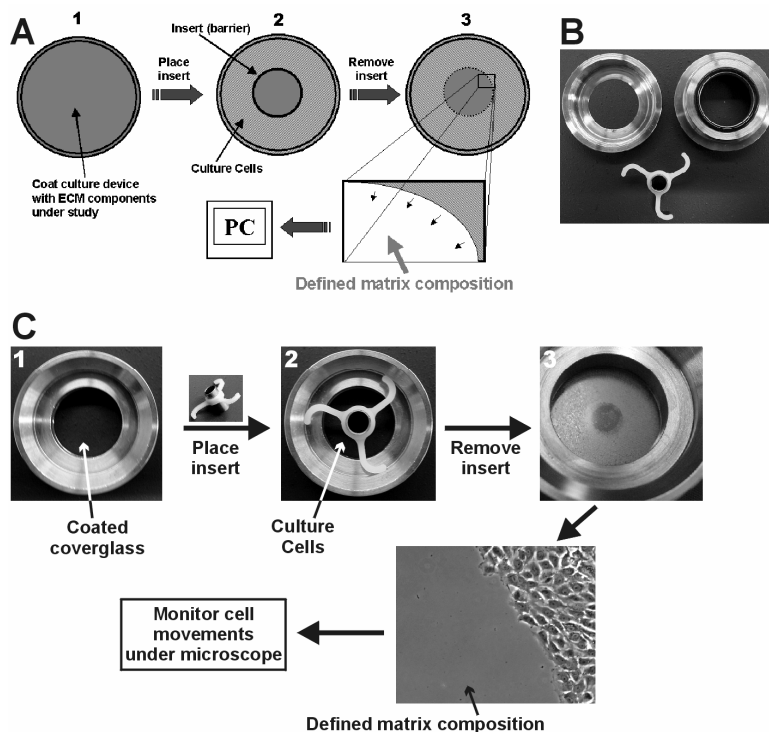 A
1
2
3
Insert (barrier)
Place
insert
Remove
insert
Culture Cells
Coat culture device
with ECM components
under study
PC
Defined matrix composition
B
C
1
2
3
Place
insert
Remove
insert
Coated
coverglass
Culture
Cells
Monitor cell
movements
under microscope
Defined matrix composition